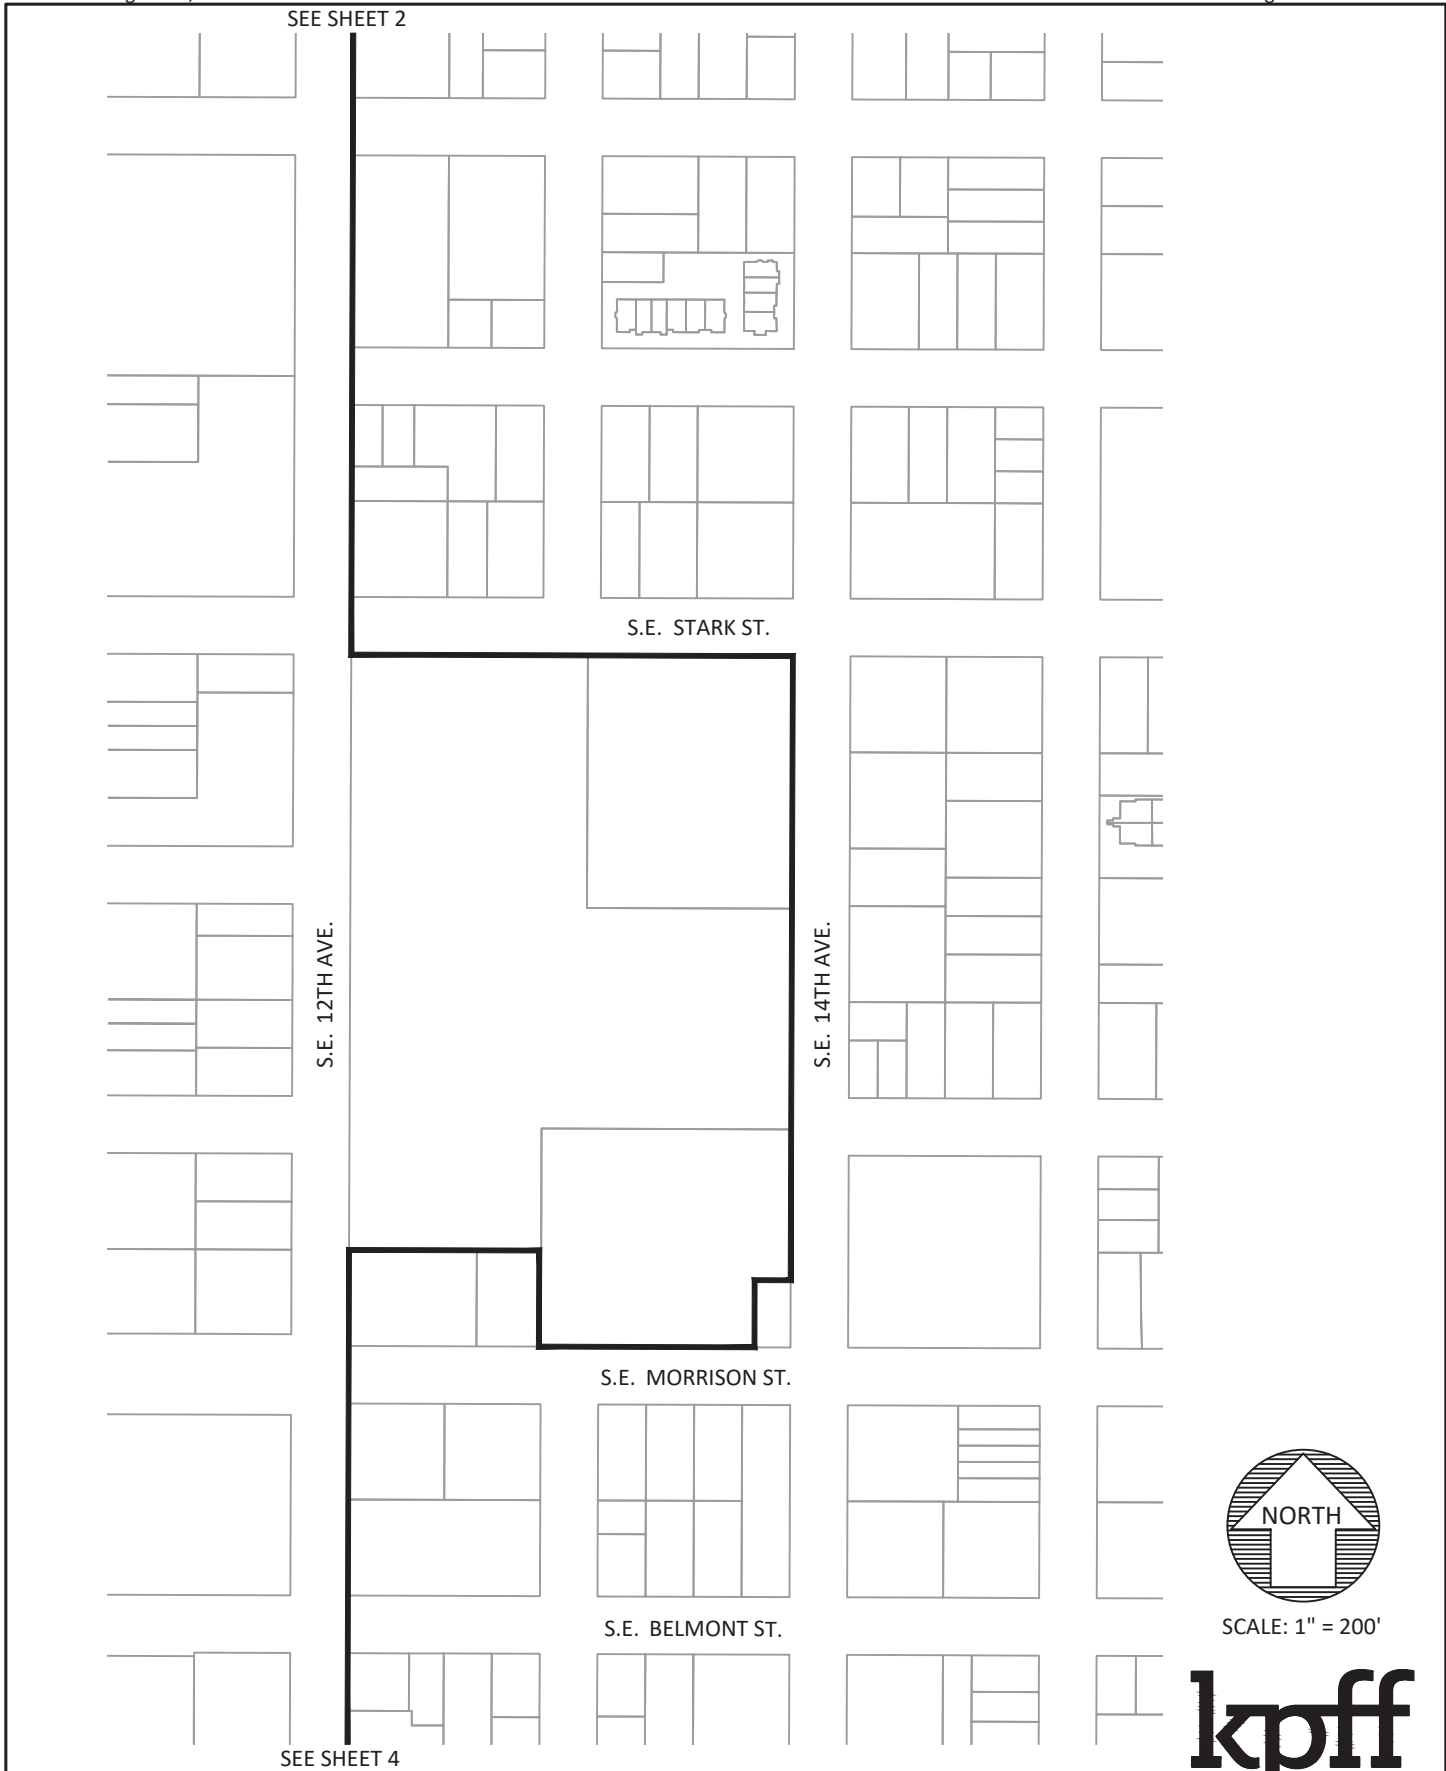 SEE SHEET 2
S.E. STARK ST.
S.E. 12TH AVE.
S.E. 14TH AVE.
S.E. MORRISON ST.
NORTH
S.E. BELMONT ST.
SCALE: 1" = 200'
kpff
SEE SHEET 4